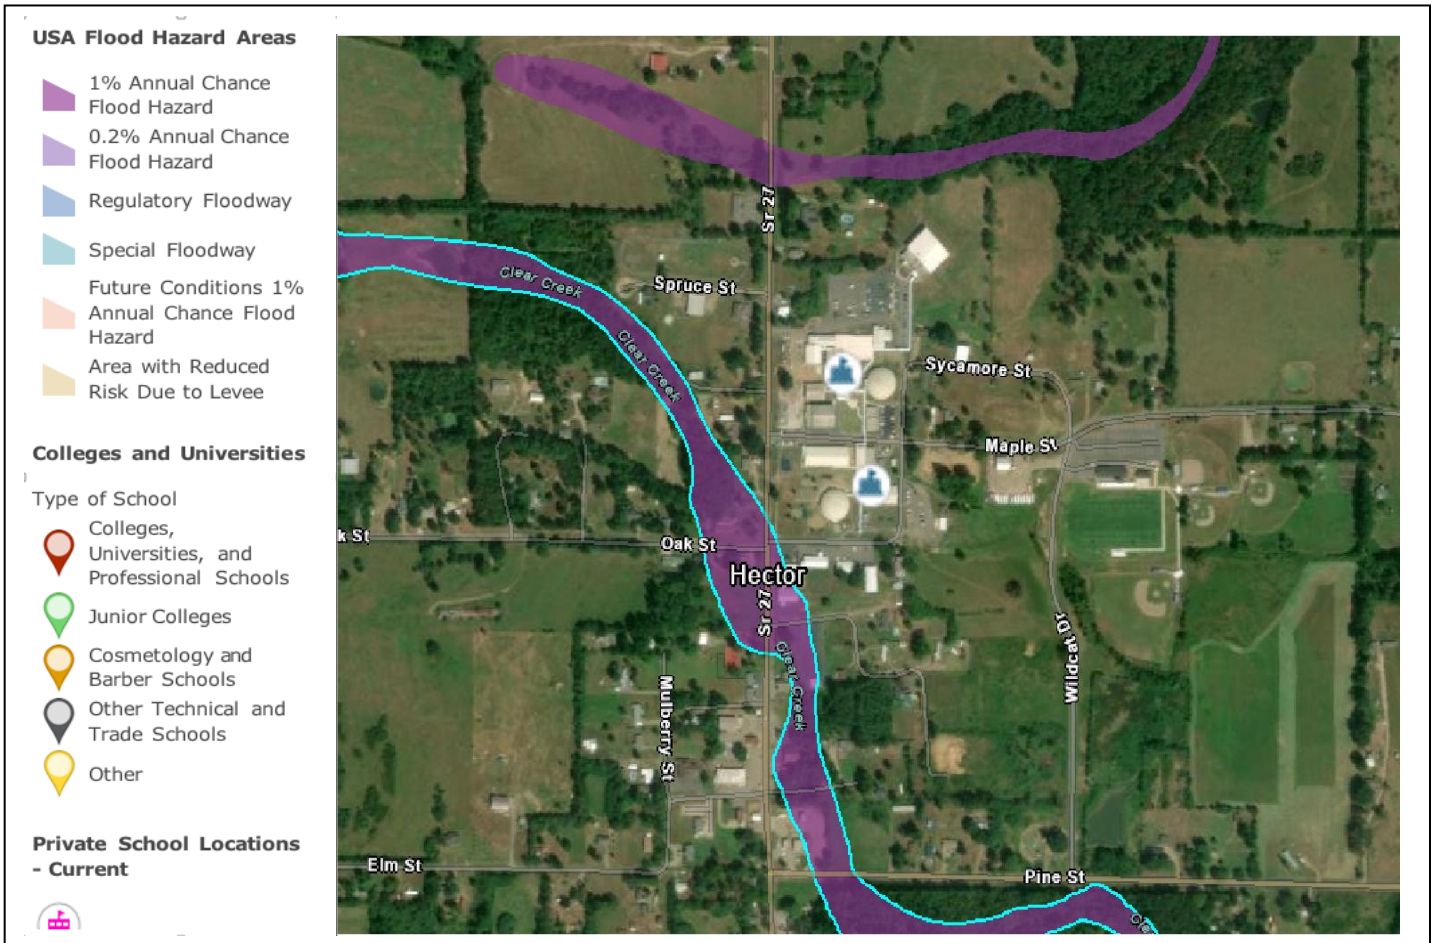 USA Flood Hazard Areas
1% Annual Chance
Flood Hazard
0.2% Annual Chance
Flood Hazard
Regulatory Floodway
Special Floodway
Future Conditions 1%
Annual Chance Flood
Hazard
Area with Reduced
Risk Due to Levee
Colleges and Universities
Type of School
Colleges,
Universities, and
Professional Schools
Junior Colleges
Cosmetology and
Barber Schools
Other Technical and
Trade Schools
Other
Private School Locations
- Current
Sr 27
Clear Creek
Spruce St
Clear Creek
Sycamore St
Maple St
k St
Oak St
Hector
Sr 27
Clear Creek
Wildcat Dr
Mulberry St
Elm St
Pine St
Cle